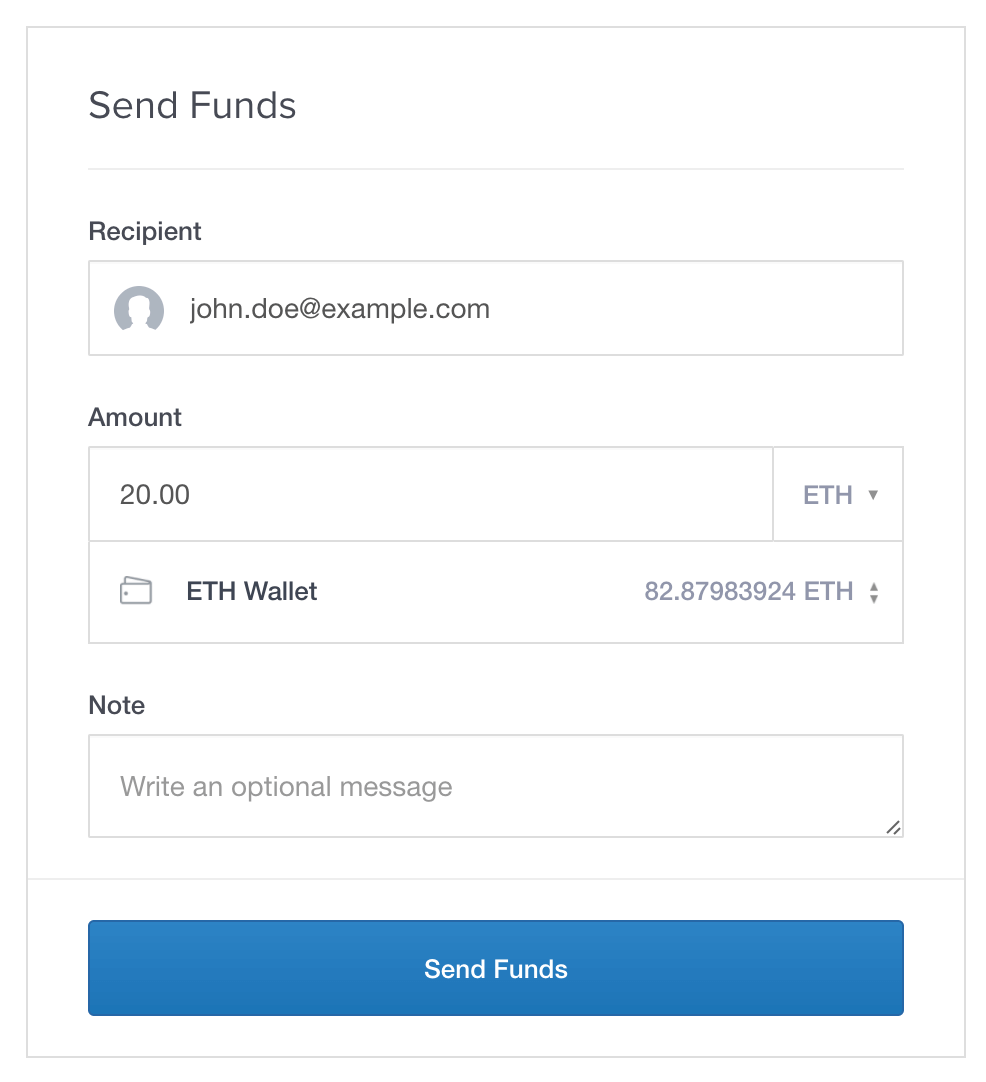 Send Funds
Recipient
john.doe@example.com
Amount
20.00 ETH
ETH Wallet 82.87983924 ETH
Note
Write an optional message
Send Funds